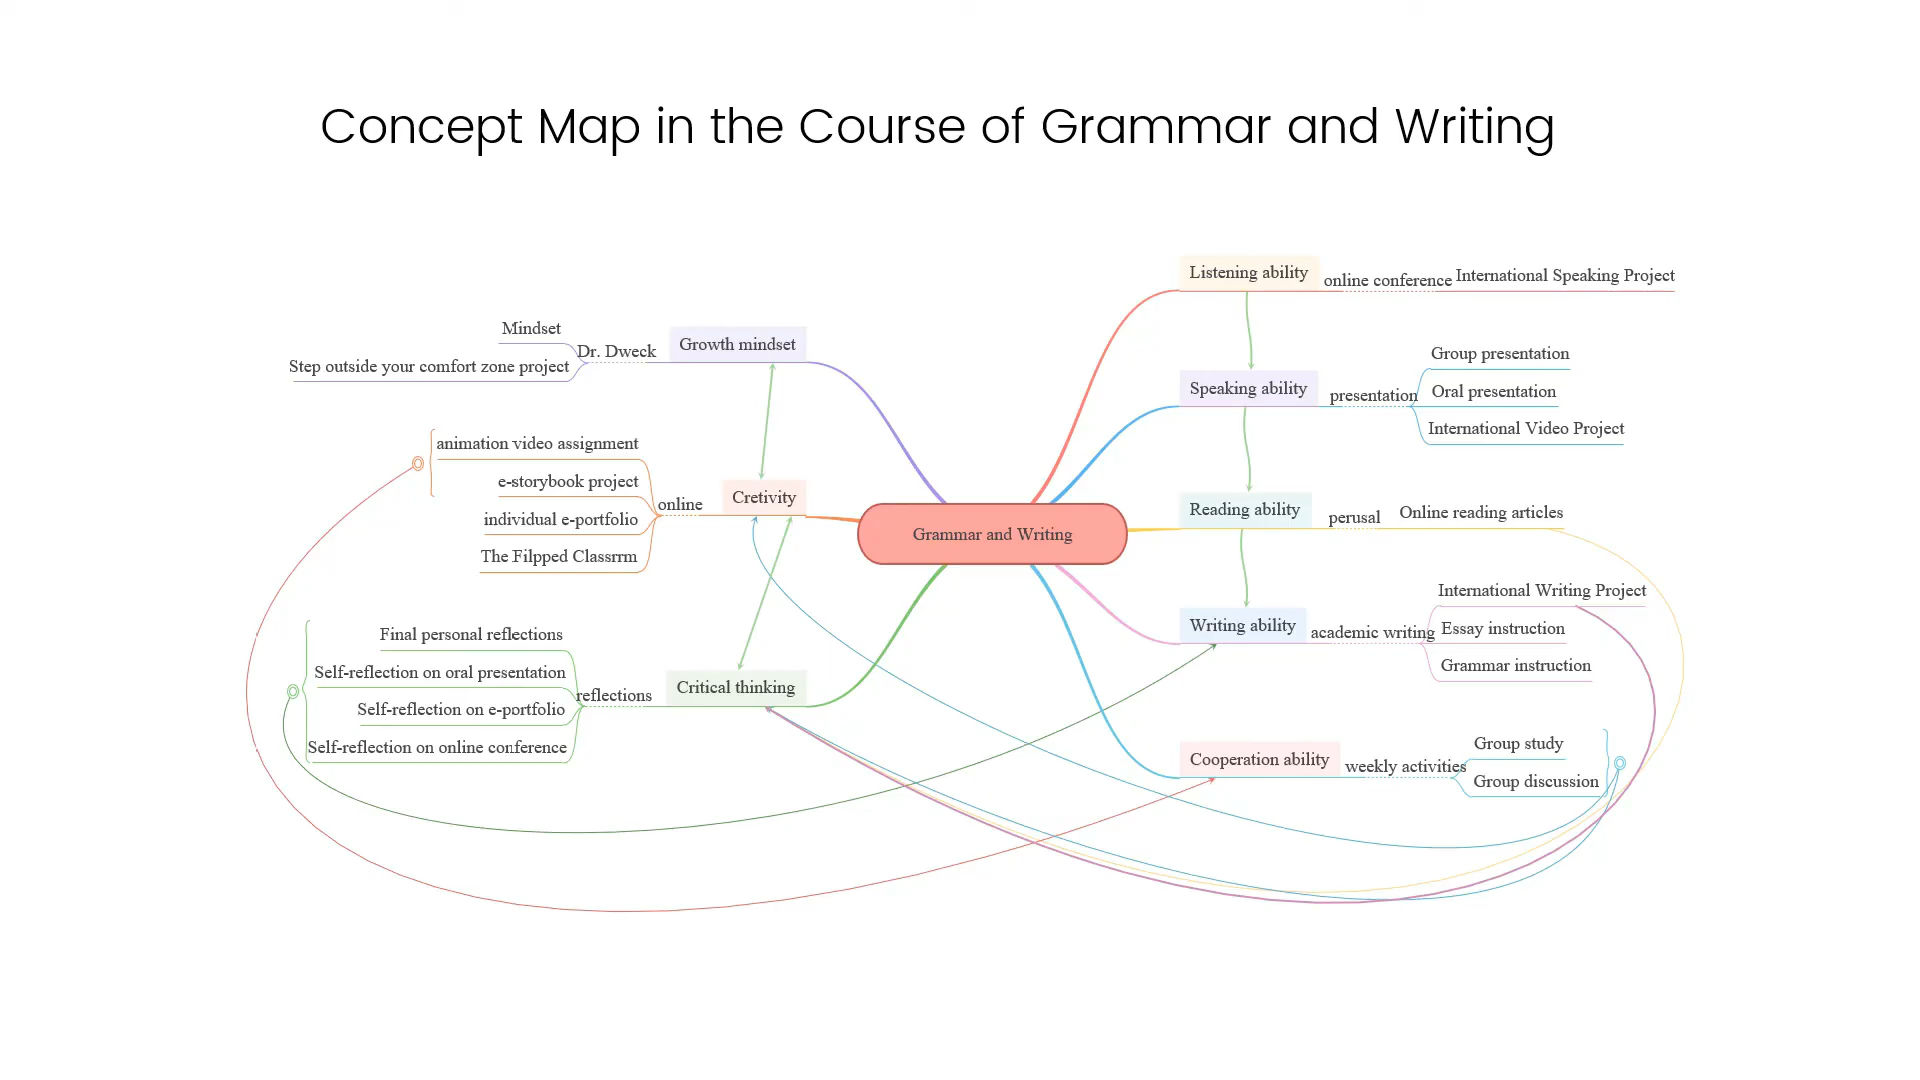 Concept Map in the Course of Grammar and Writing
Grammar and Writing
Growth mindset
Dr. Dweck
Mindset
Step outside your comfort zone project
Cretivity
online
animation video assignment
e-storybook project
individual e-portfolio
The Filpped Classrrm
Critical thinking
reflections
Final personal reflections
Self-reflection on oral presentation
Self-reflection on e-portfolio
Self-reflection on online conference
Listening ability
online conference
International Speaking Project
Speaking ability
presentation
Group presentation
Oral presentation
International Video Project
Reading ability
perusal
Online reading articles
Writing ability
academic writing
International Writing Project
Essay instruction
Grammar instruction
Cooperation ability
weekly activities
Group study
Group discussion